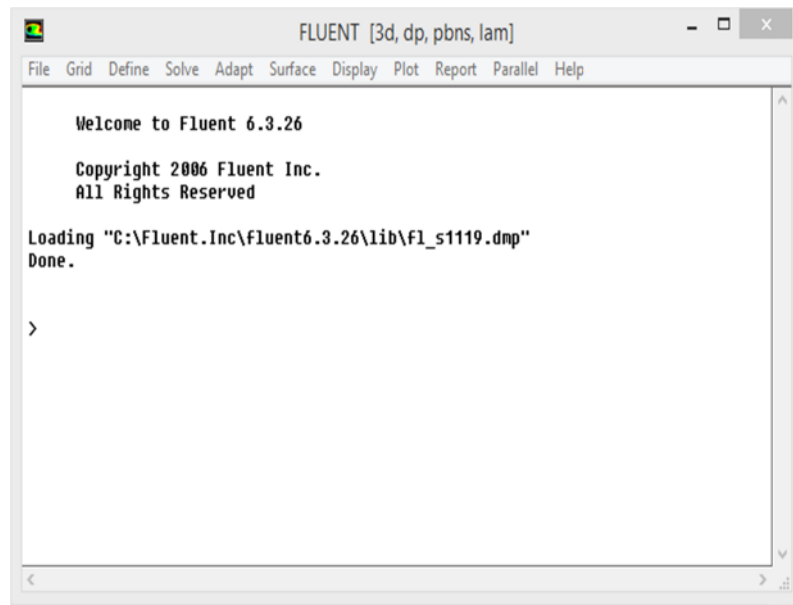 FLUENT [3d, dp, pbns, lam]
File Grid Define Solve Adapt Surface Display Plot Report Parallel Help
Welcome to Fluent 6.3.26
Copyright 2006 Fluent Inc.
All Rights Reserved
Loading "C:\Fluent.Inc\fluent6.3.26\lib\fl_s1119.dmp"
Done.
>